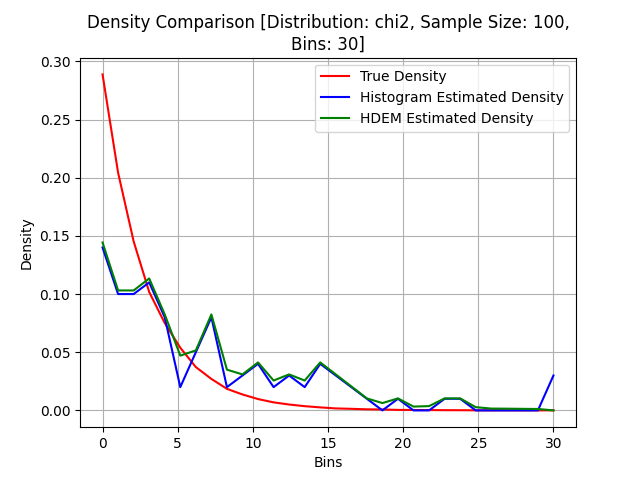 Density Comparison [Distribution: chi2, Sample Size: 100,
Bins: 30]
True Density
Histogram Estimated Density
HDEM Estimated Density
Density
0.30
0.25
0.20
0.15
0.10
0.05
0.00
0 5 10 15 20 25 30
Bins